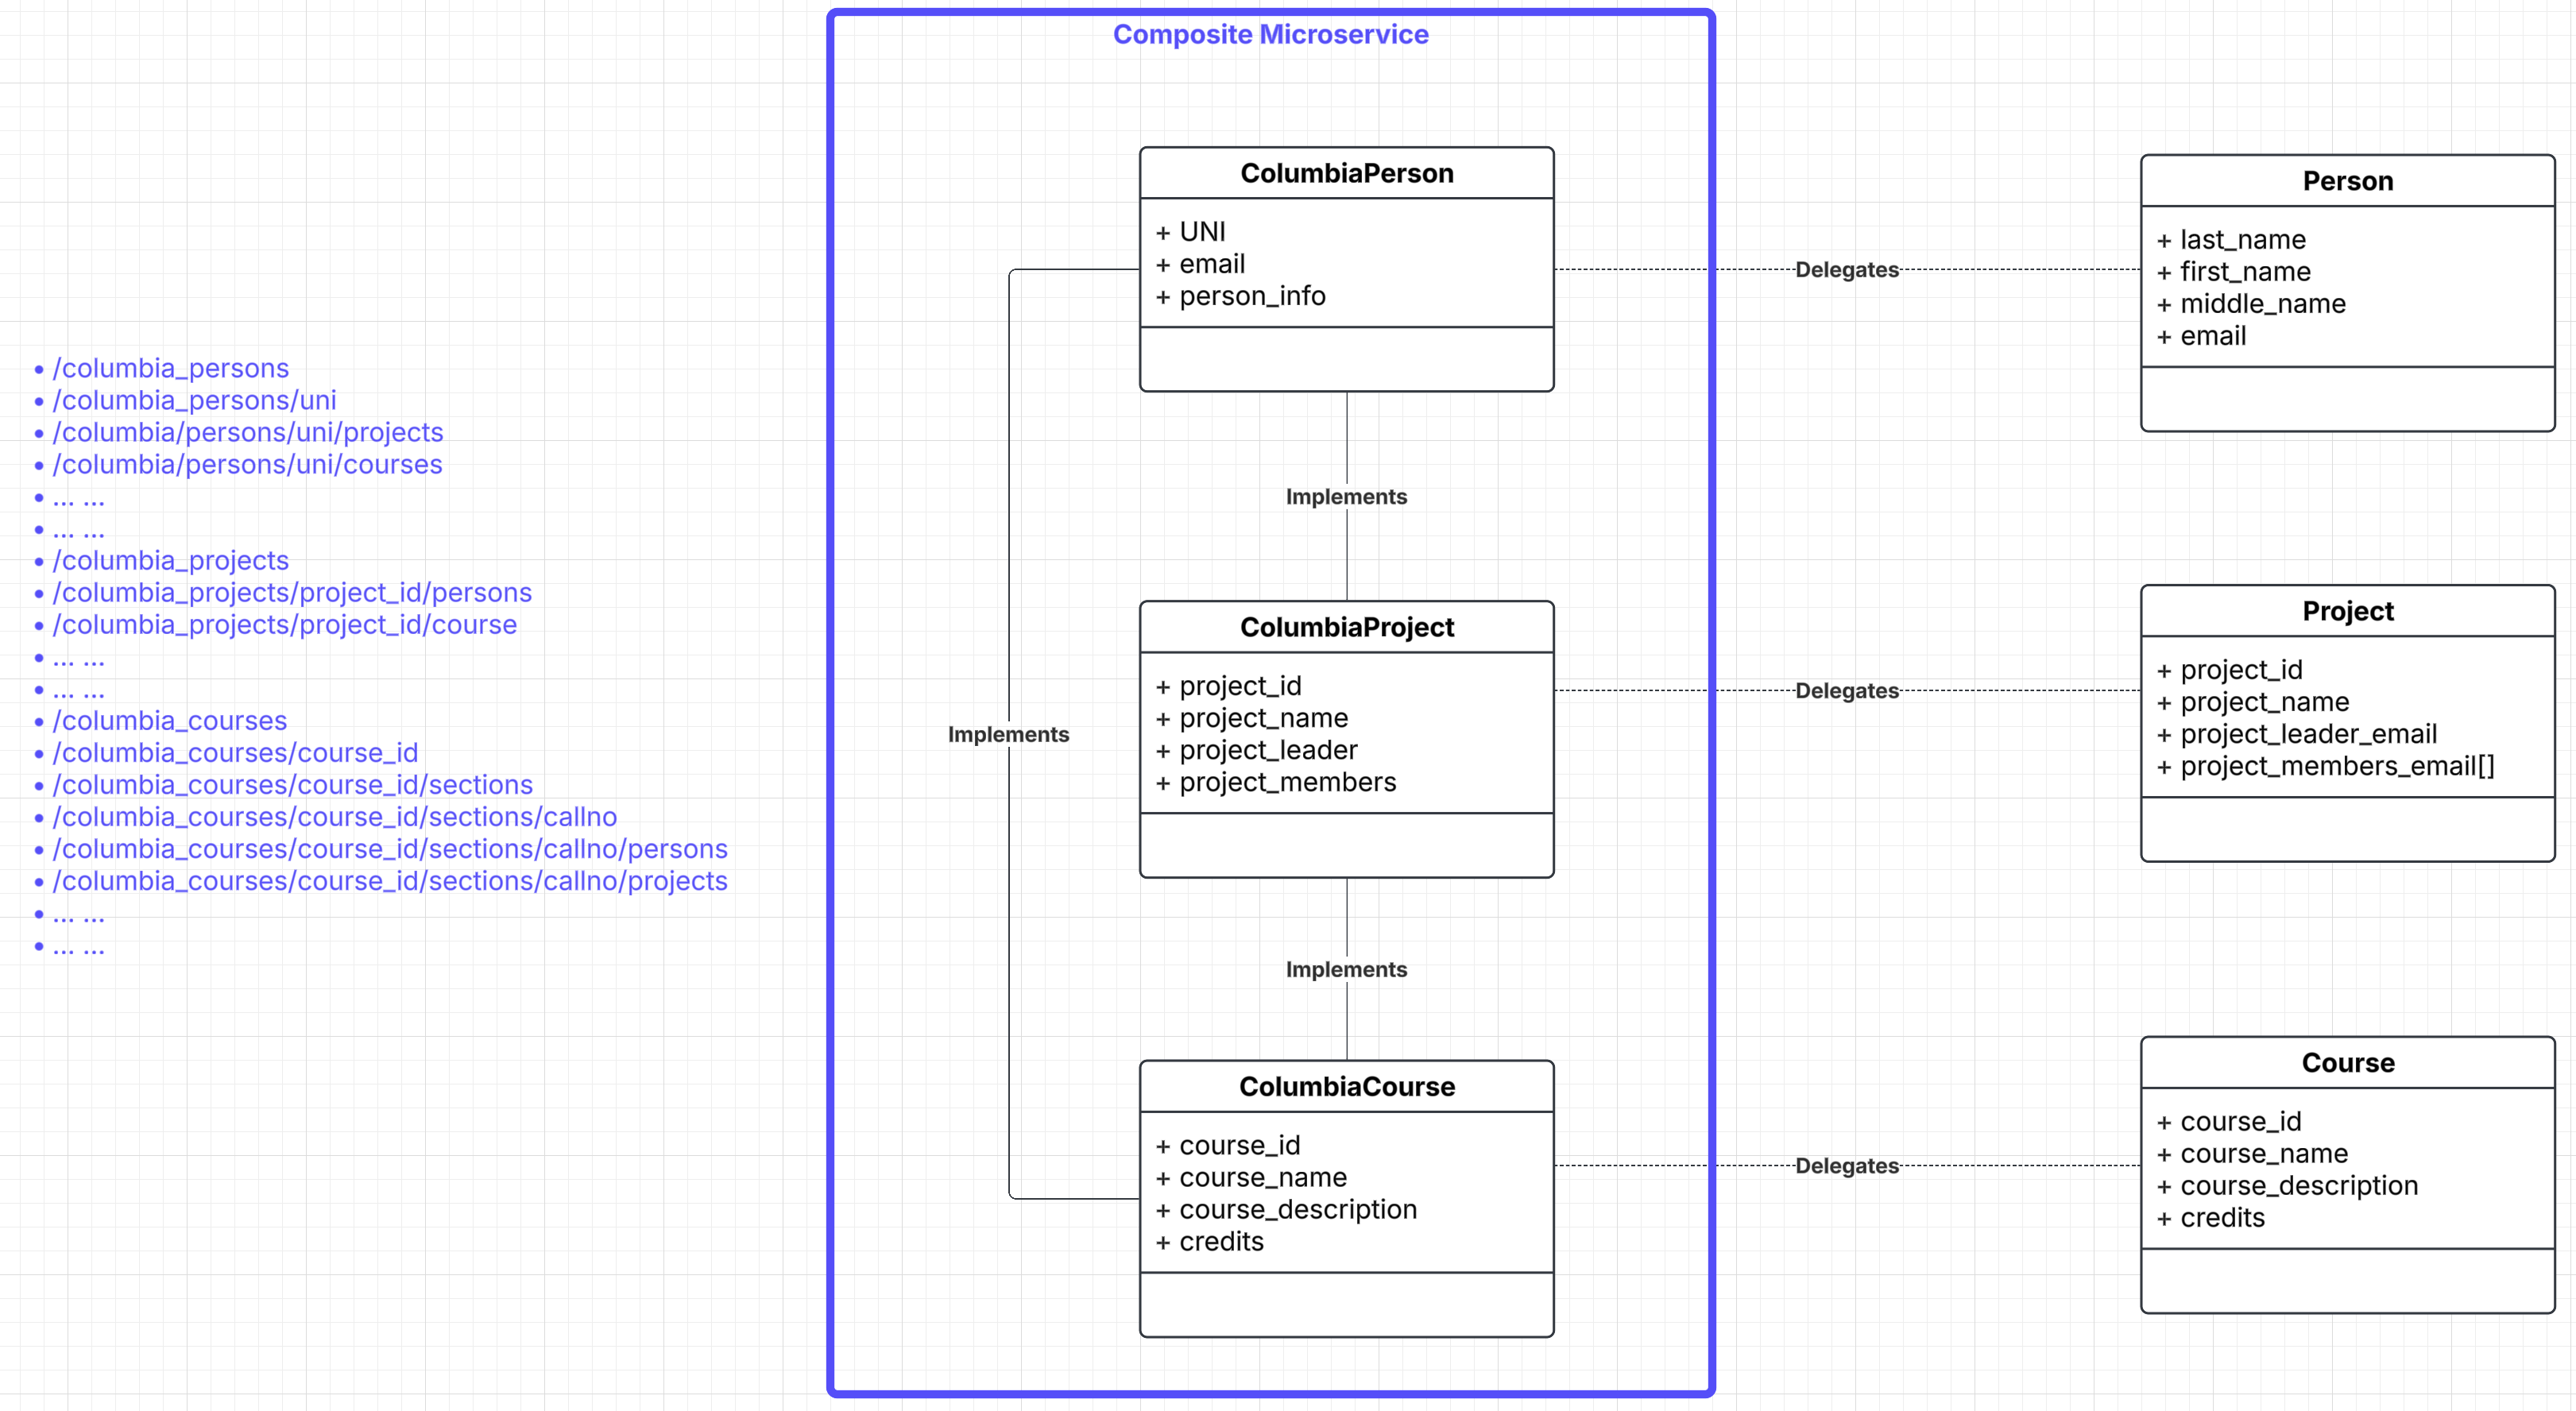 Composite Microservice
• /columbia_persons
• /columbia_persons/uni
• /columbia/persons/uni/projects
• /columbia/persons/uni/courses
• ... ...
• ... ...
• /columbia_projects
• /columbia_projects/project_id/persons
• /columbia_projects/project_id/course
• ... ...
• ... ...
• /columbia_courses
• /columbia_courses/course_id
• /columbia_courses/course_id/sections
• /columbia_courses/course_id/sections/callno
• /columbia_courses/course_id/sections/callno/persons
• /columbia_courses/course_id/sections/callno/projects
• ... ...
• ... ...
ColumbiaPerson
+ UNI
+ email
+ person_info
Delegates
Person
+ last_name
+ first_name
+ middle_name
+ email
Implements
Implements
ColumbiaProject
+ project_id
+ project_name
+ project_leader
+ project_members
Delegates
Project
+ project_id
+ project_name
+ project_leader_email
+ project_members_email[]
Implements
ColumbiaCourse
+ course_id
+ course_name
+ course_description
+ credits
Delegates
Course
+ course_id
+ course_name
+ course_description
+ credits